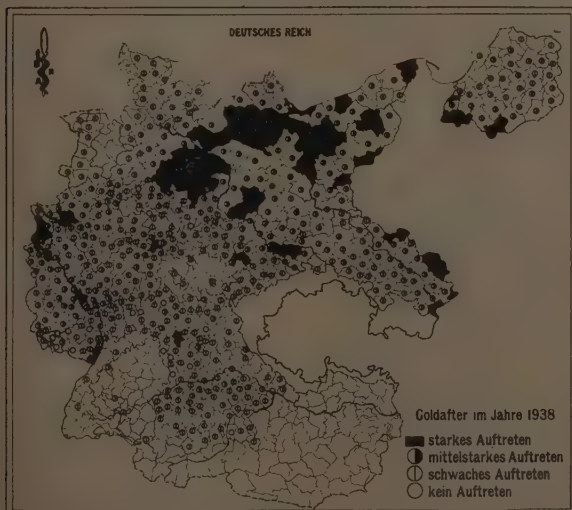 DEUTSCHES REICH
Goldafter im Jahre 1938
starkes Auftreten
mittelstarkes Auftreten
schwaches Auftreten
kein Auftreten